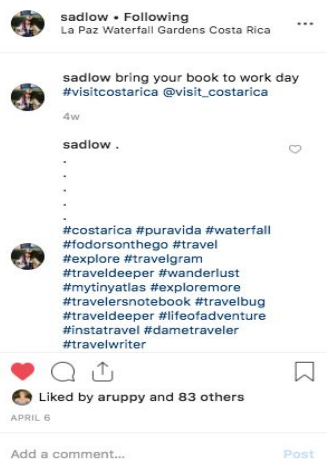 sadlow • Following
La Paz Waterfall Gardens Costa Rica
sadlow bring your book to work day
#visitcostarica @visit_costarica
4w
sadlow .
.
.
.
.
.
#costarica #puravida #waterfall
#fodorsonthego #travel
#explore #travelgram
#traveldeeper #wanderlust
#mytinyatlas #exploremore
#travelersnotebook #travelbug
#traveldeeper #lifeofadventure
#instatravel #dametraveler
#travelwriter
Liked by aruppy and 83 others
APRIL 6
Add a comment...
Post